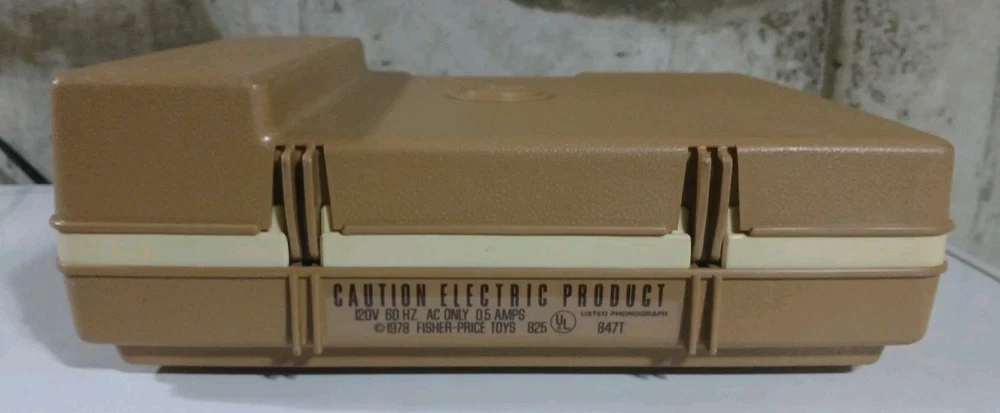 CAUTION ELECTRIC PRODUCT
120V 60 HZ AC ONLY 0.5 AMPS
©1978 FISHER-PRICE TOYS 825
UL
LISTED PHONOGRAPH
847T